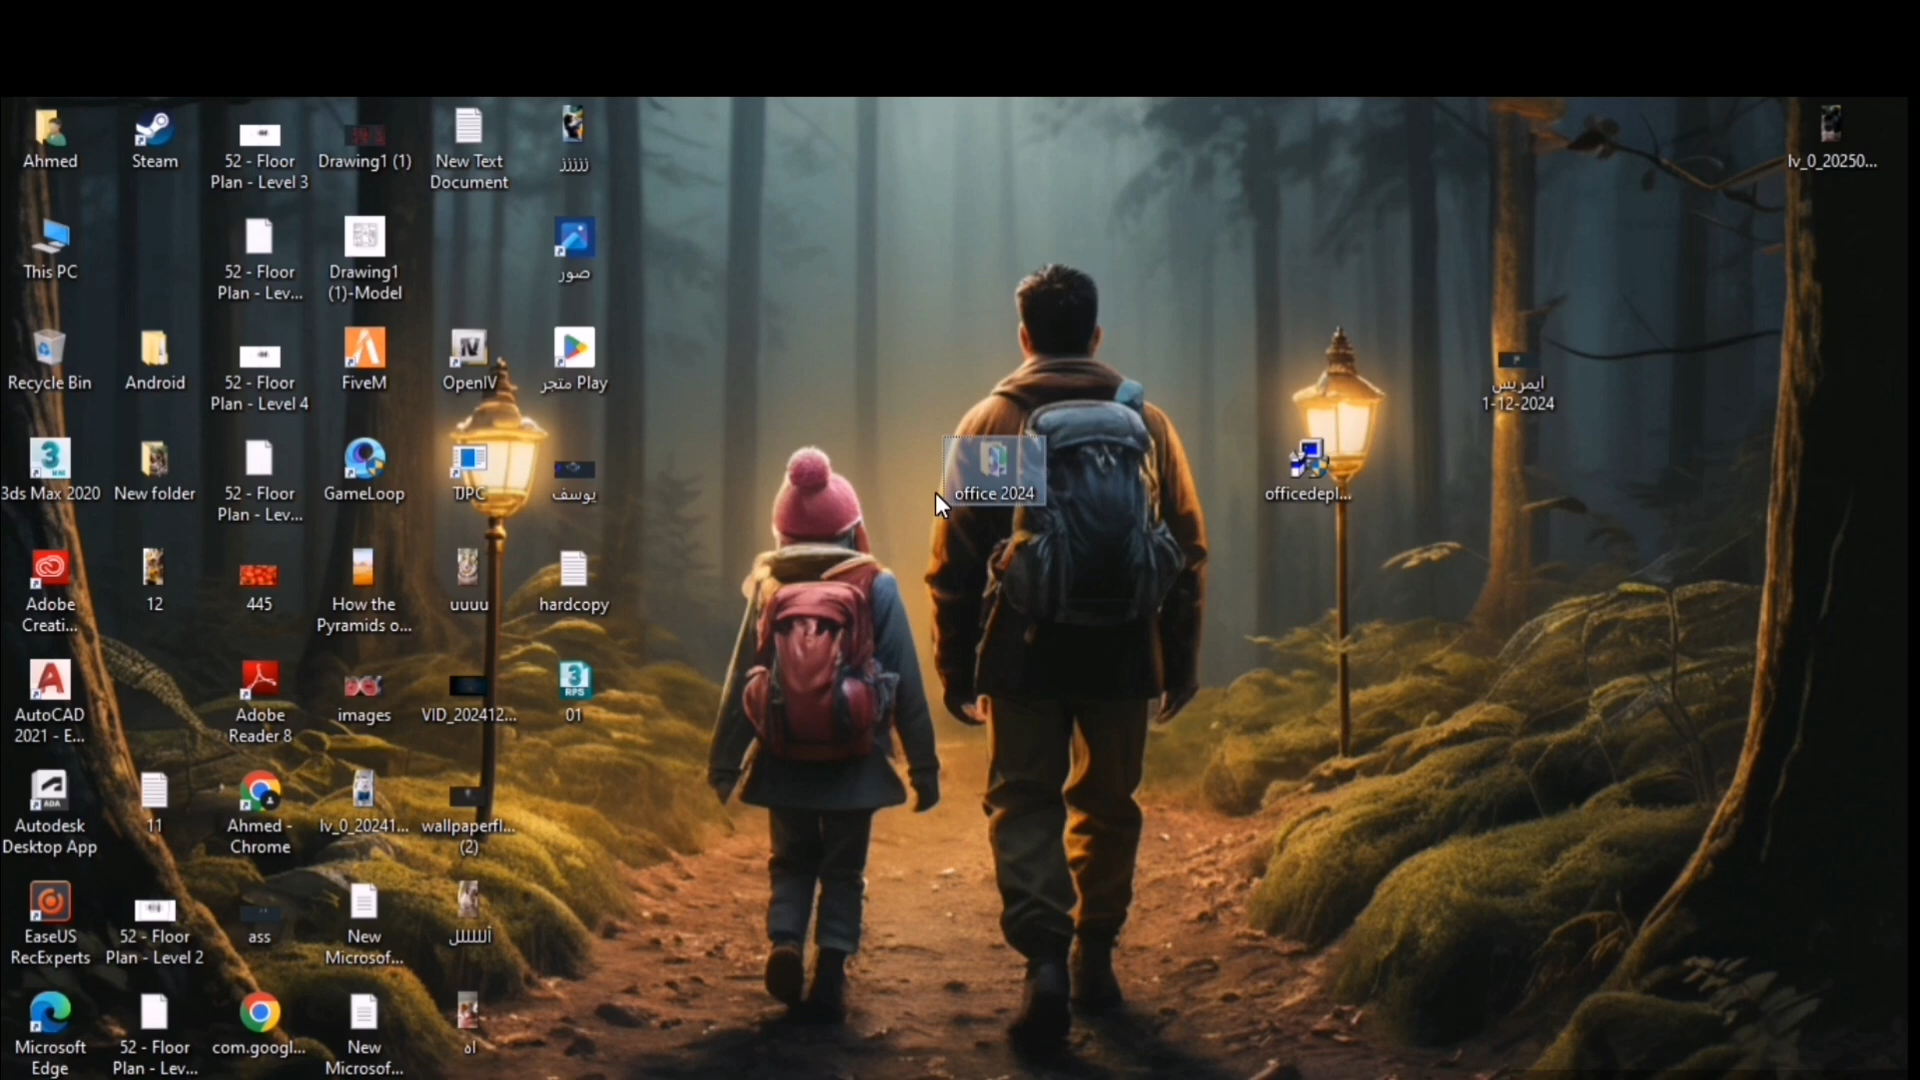 Ahmed
Steam
52 - Floor
Plan - Level 3
Drawing1 (1)
New Text
Document
ززززز
lv_0_20250...
This PC
52 - Floor
Plan - Lev...
Drawing1
(1)-Model
صور
Recycle Bin
Android
52 - Floor
Plan - Level 4
FiveM
OpenIV
متجر Play
ايمريس
1-12-2024
3ds Max 2020
New folder
52 - Floor
Plan - Lev...
GameLoop
TJPC
يوسف
office 2024
officedepl...
Adobe
Creati...
12
445
How the
Pyramids o...
uuuu
hardcopy
AutoCAD
2021 - E...
Adobe
Reader 8
images
VID_202412...
01
Autodesk
Desktop App
11
Ahmed -
Chrome
lv_0_20241...
wallpaperfl...
(2)
EaseUS
RecExperts
52 - Floor
Plan - Level 2
ass
New
Microsof...
Microsoft
Edge
52 - Floor
Plan - Lev...
com.googl...
New
Microsof...
اه